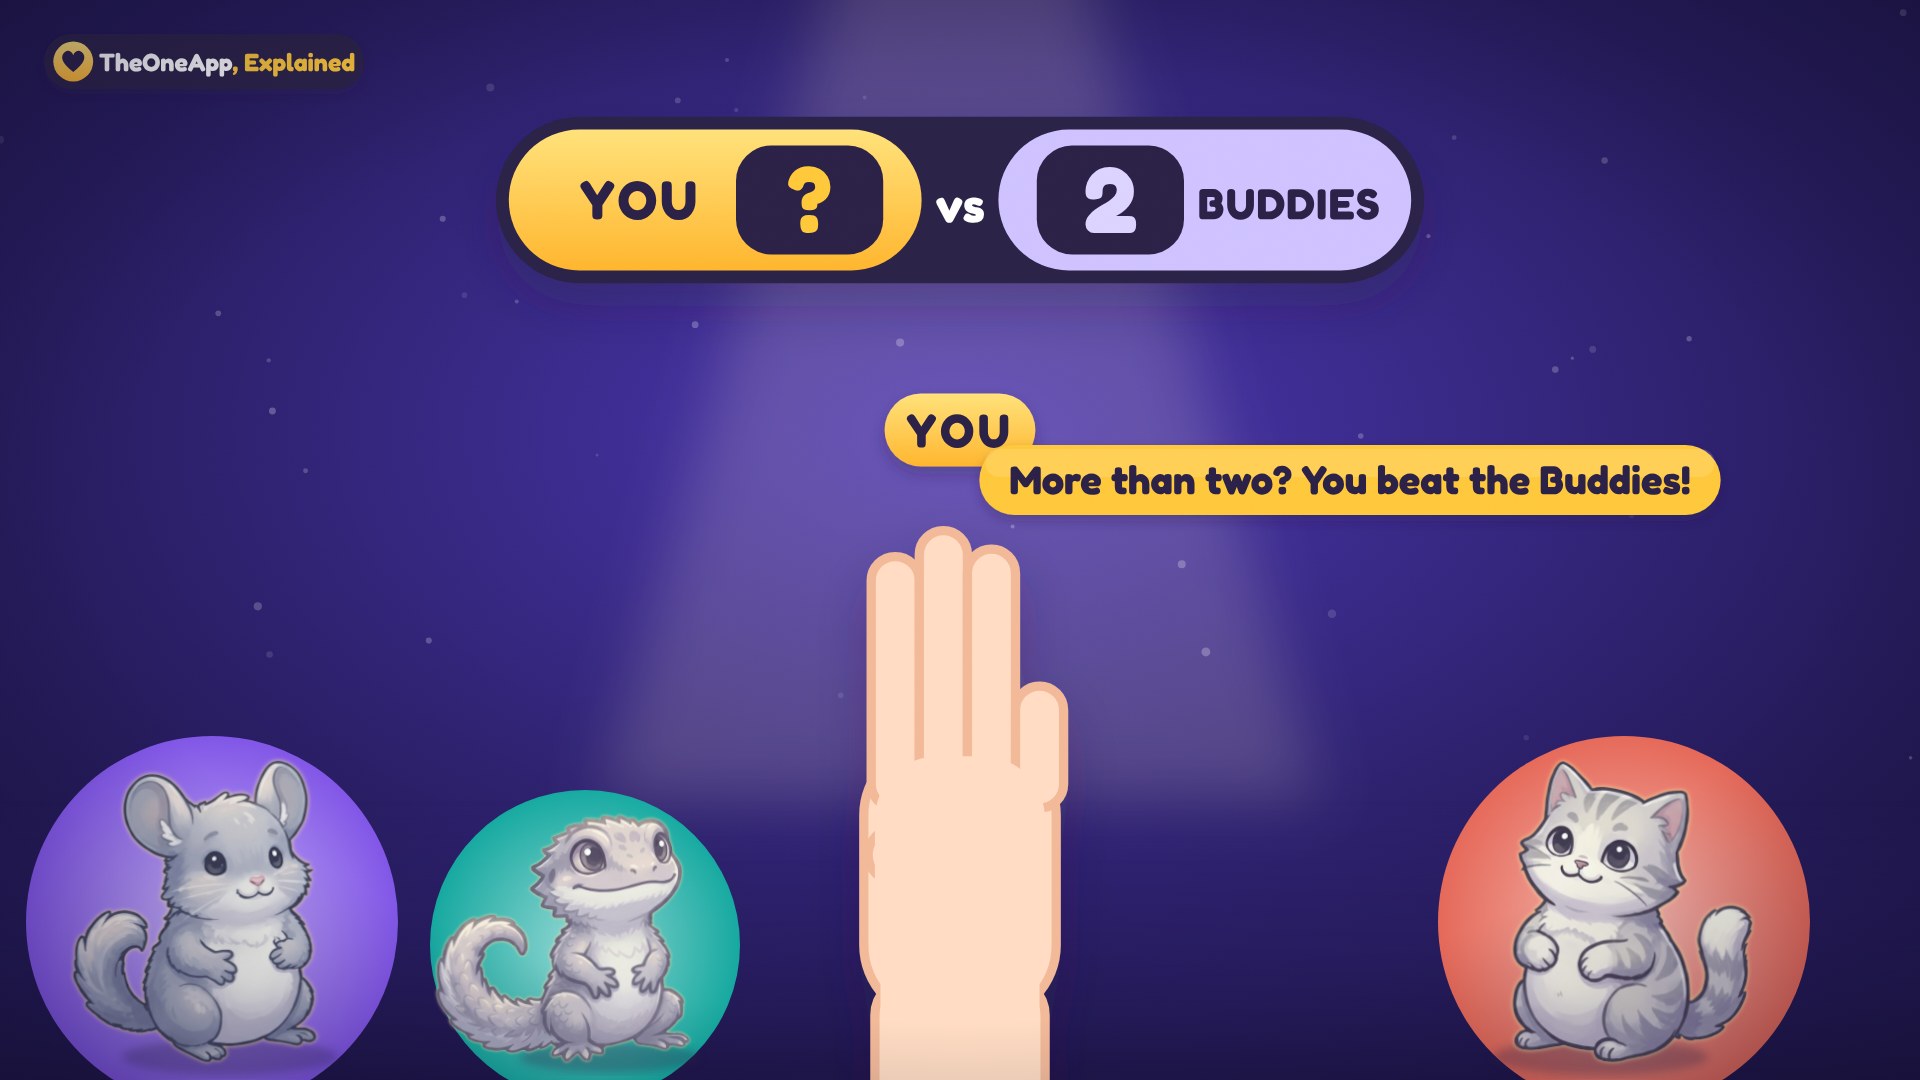 TheOneApp, Explained
YOU ? vs 2 BUDDIES
YOU
More than two? You beat the Buddies!